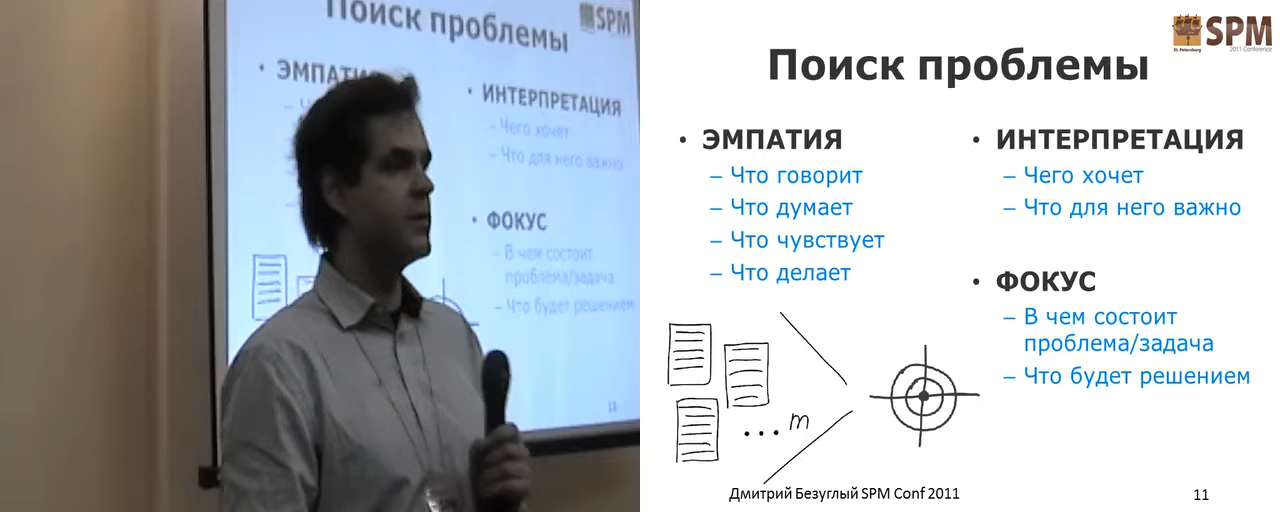 Поиск проблемы
SPM
• ЭМПАТИЯ
• ИНТЕРПРЕТАЦИЯ
– Чего хочет
– Что для него важно
• ФОКУС
– В чем состоит
проблема/задача
– Что будет решением
11
SPM
St. Petersburg
2011 Conference
Поиск проблемы
• ЭМПАТИЯ
– Что говорит
– Что думает
– Что чувствует
– Что делает
• ИНТЕРПРЕТАЦИЯ
– Чего хочет
– Что для него важно
• ФОКУС
– В чем состоит
проблема/задача
– Что будет решением
... m
Дмитрий Безуглый SPM Conf 2011
11